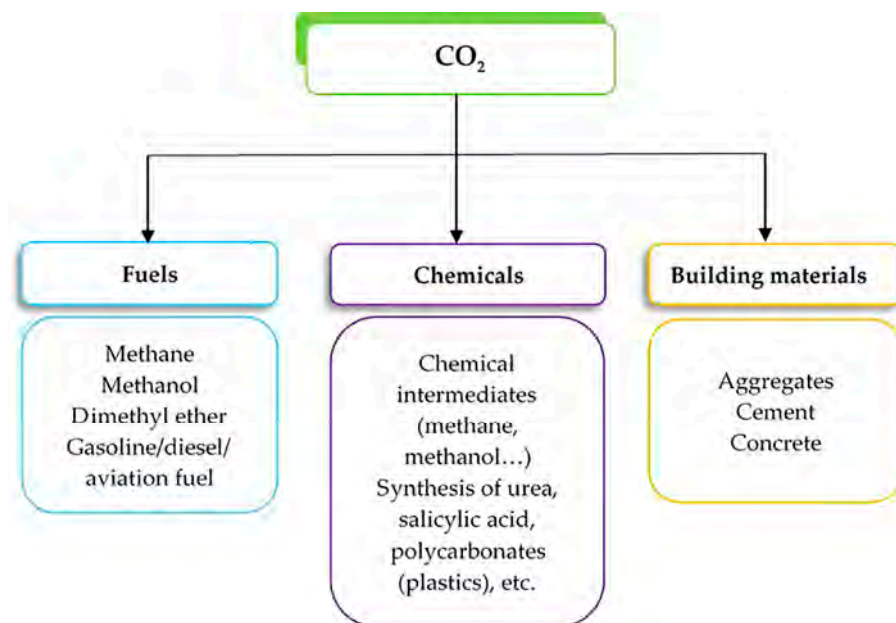 CO₂
Fuels
Methane
Methanol
Dimethyl ether
Gasoline/diesel/
aviation fuel
Chemicals
Chemical
intermediates
(methane,
methanol…)
Synthesis of urea,
salicylic acid,
polycarbonates
(plastics), etc.
Building materials
Aggregates
Cement
Concrete